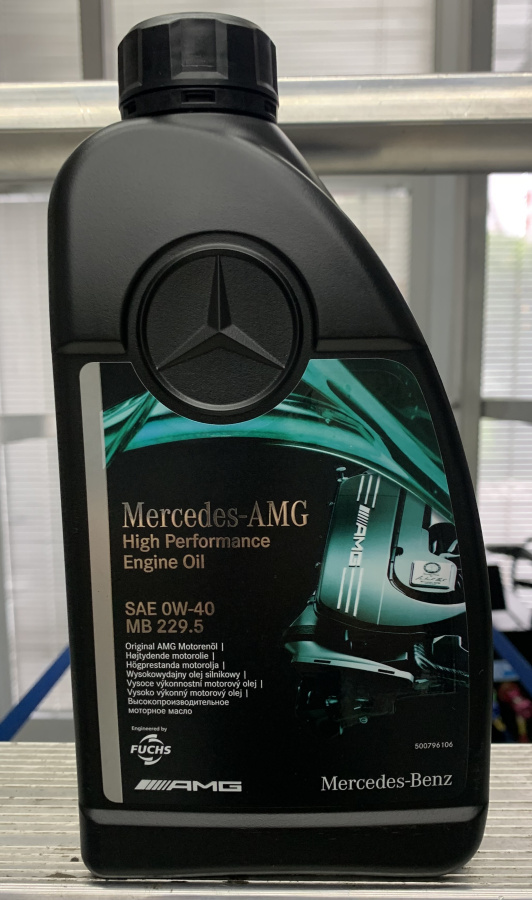 Mercedes-AMG
High Performance
Engine Oil
SAE 0W-40
MB 229.5
Original AMG Motorenöl |
Højtydende motorolie |
Högprestanda motorolja |
Wysokowydajny olej silnikowy |
Vysoce výkonnostní motorový olej |
Vysoko výkonný motorový olej |
Высокопроизводительное
моторное масло
Engineered by
FUCHS
AMG
500796106
Mercedes-Benz
AMG